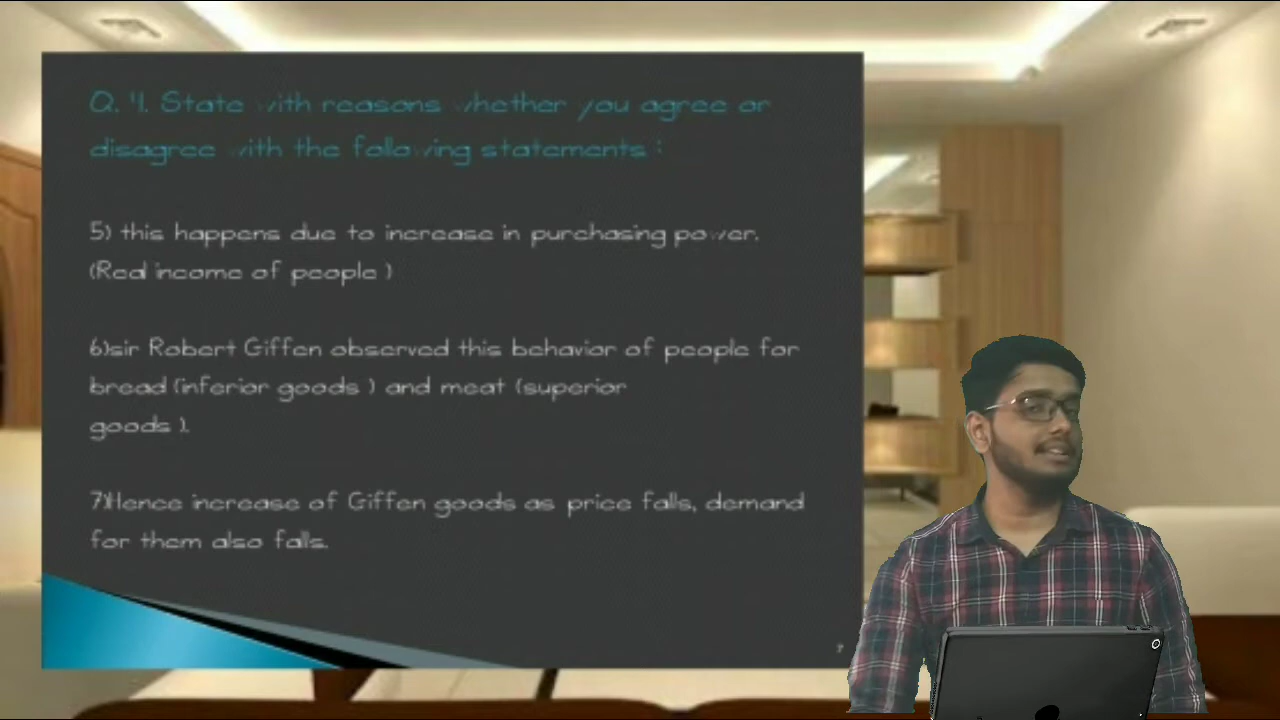 Q. 4. State with reasons whether you agree or
disagree with the following statements :
5) this happens due to increase in purchasing power.
(Real income of people )
6)sir Robert Giffen observed this behavior of people for
bread (inferior goods ) and meat (superior
goods ).
7)Hence increase of Giffen goods as price falls, demand
for them also falls.
7